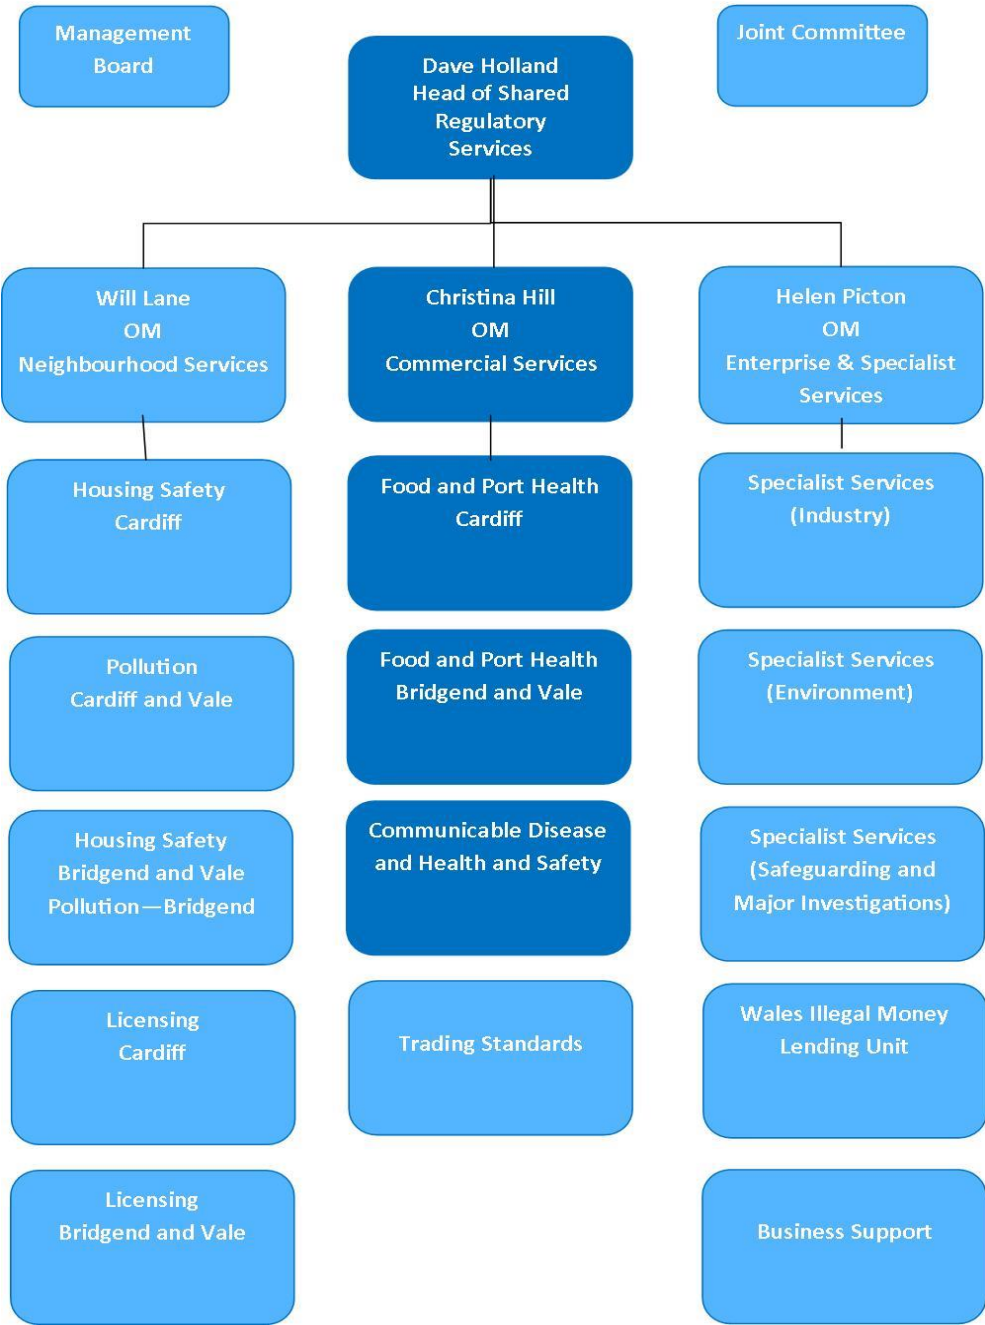 Management
Board
Joint Committee
Dave Holland
Head of Shared
Regulatory
Services
Will Lane
OM
Neighbourhood Services
Christina Hill
OM
Commercial Services
Helen Picton
OM
Enterprise & Specialist
Services
Housing Safety
Cardiff
Food and Port Health
Cardiff
Specialist Services
(Industry)
Pollution
Cardiff and Vale
Food and Port Health
Bridgend and Vale
Specialist Services
(Environment)
Housing Safety
Bridgend and Vale
Pollution—Bridgend
Communicable Disease
and Health and Safety
Specialist Services
(Safeguarding and
Major Investigations)
Licensing
Cardiff
Trading Standards
Wales Illegal Money
Lending Unit
Licensing
Bridgend and Vale
Business Support